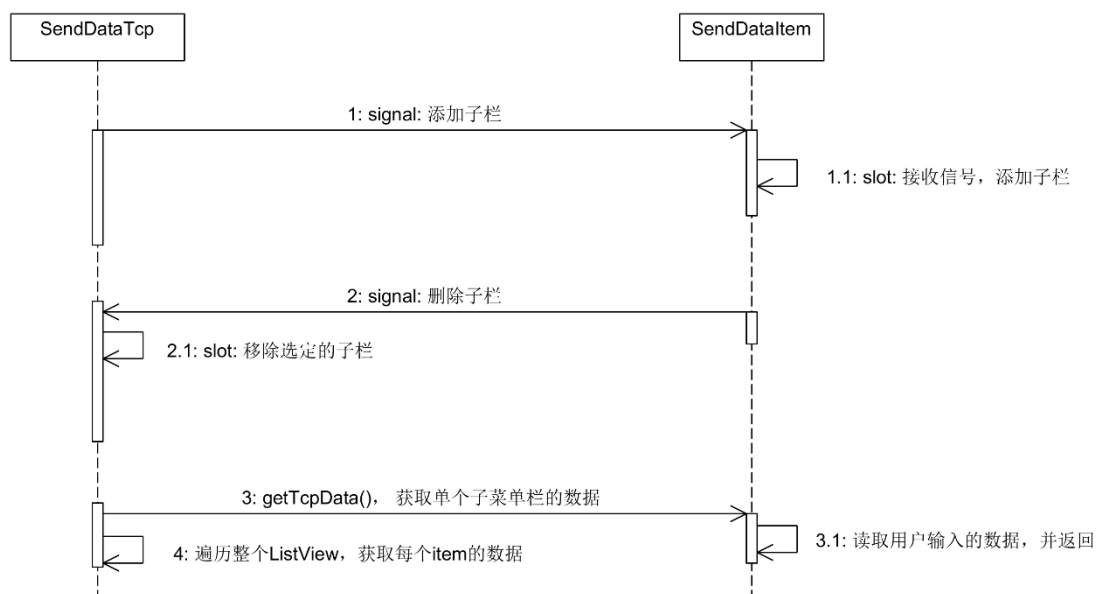 SendDataTcp
SendDataItem
1: signal: 添加子栏
1.1: slot: 接收信号，添加子栏
2: signal: 删除子栏
2.1: slot: 移除选定的子栏
3: getTcpData()， 获取单个子菜单栏的数据
3.1: 读取用户输入的数据，并返回
4: 遍历整个ListView，获取每个item的数据